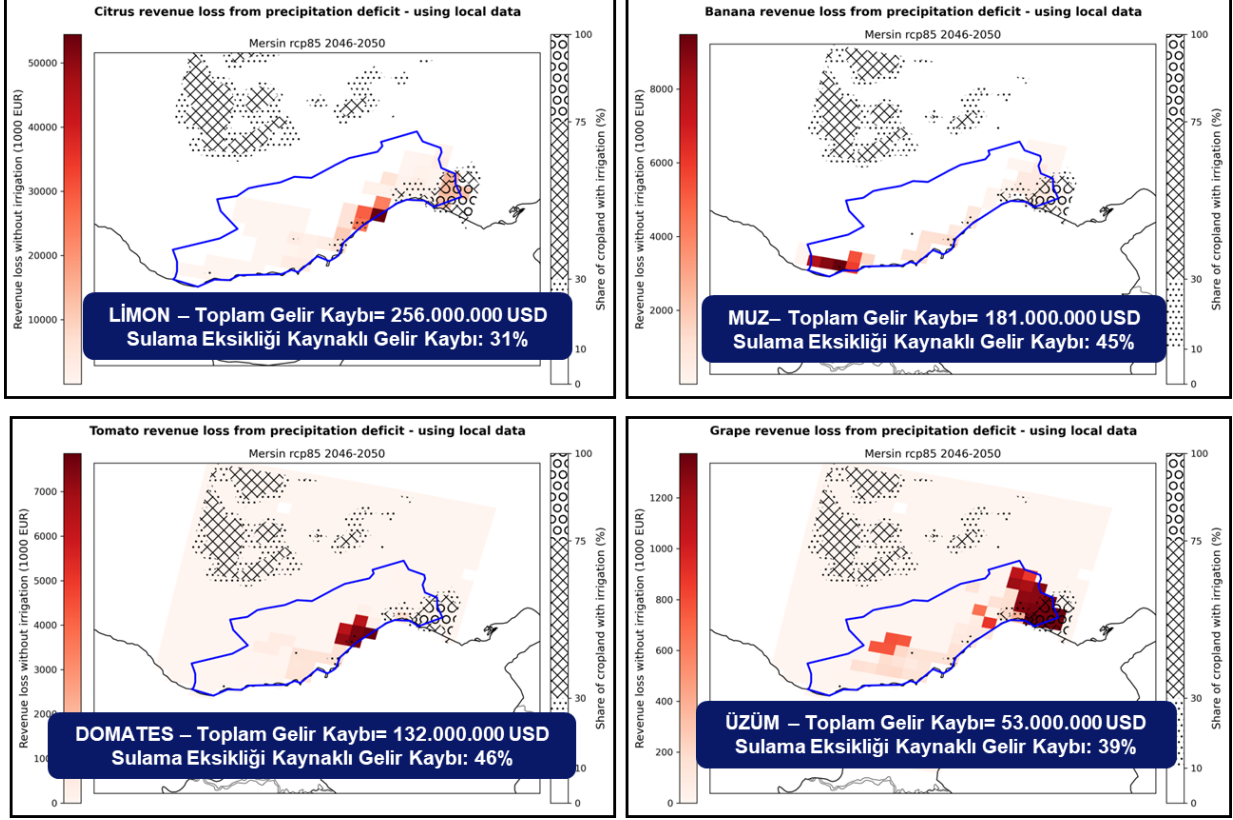 Citrus revenue loss from precipitation deficit - using local data
Mersin rcp85 2046-2050
Revenue loss without irrigation (1000 EUR)
50000
40000
30000
20000
10000
Share of cropland with irrigation (%)
100
75
30
10
0
LİMON – Toplam Gelir Kaybı= 256.000.000 USD
Sulama Eksikliği Kaynaklı Gelir Kaybı: 31%
Banana revenue loss from precipitation deficit - using local data
Mersin rcp85 2046-2050
Revenue loss without irrigation (1000 EUR)
8000
6000
4000
2000
Share of cropland with irrigation (%)
100
75
30
10
0
MUZ– Toplam Gelir Kaybı= 181.000.000 USD
Sulama Eksikliği Kaynaklı Gelir Kaybı: 45%
Tomato revenue loss from precipitation deficit - using local data
Mersin rcp85 2046-2050
Revenue loss without irrigation (1000 EUR)
7000
6000
5000
4000
3000
0
Share of cropland with irrigation (%)
100
75
30
10
0
DOMATES – Toplam Gelir Kaybı= 132.000.000 USD
Sulama Eksikliği Kaynaklı Gelir Kaybı: 46%
Grape revenue loss from precipitation deficit - using local data
Mersin rcp85 2046-2050
Revenue loss without irrigation (1000 EUR)
1200
1000
800
600
400
200
0
Share of cropland with irrigation (%)
100
75
30
10
0
ÜZÜM – Toplam Gelir Kaybı= 53.000.000 USD
Sulama Eksikliği Kaynaklı Gelir Kaybı: 39%